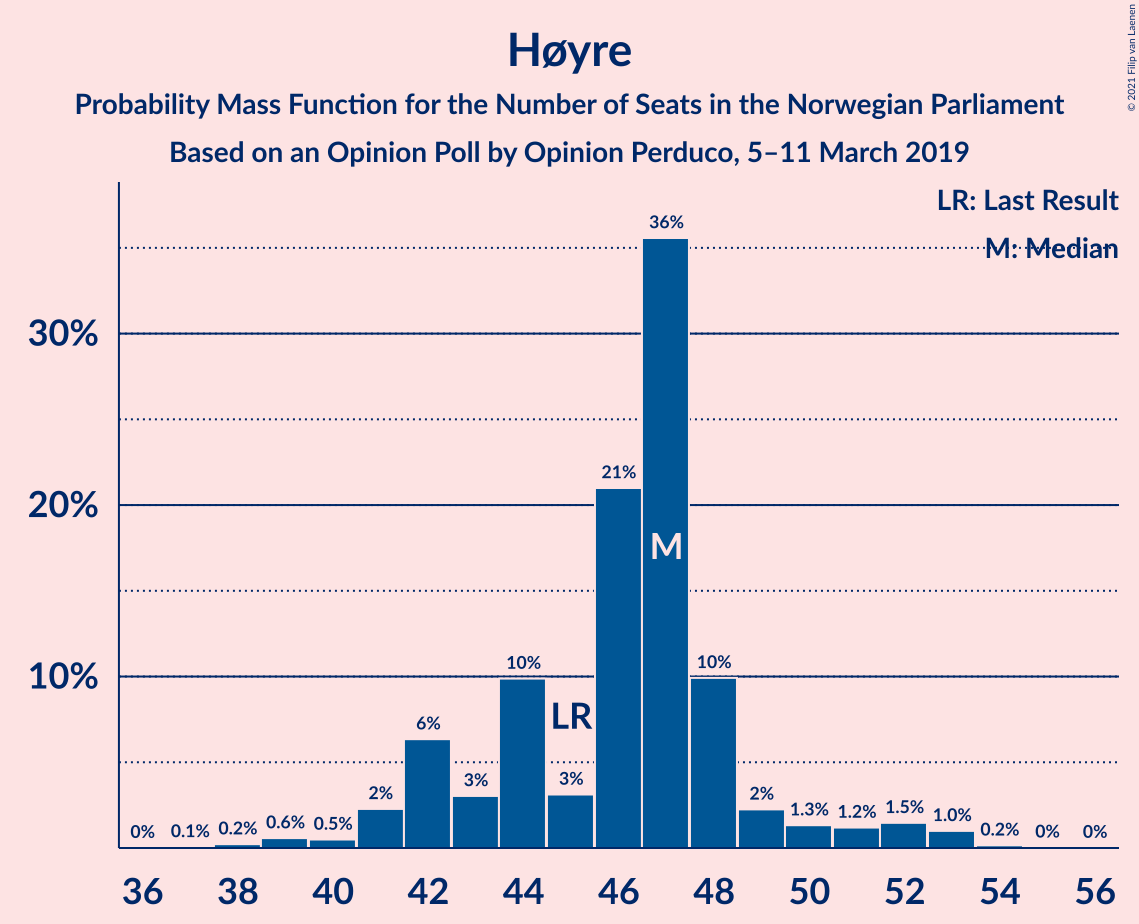 Høyre
Probability Mass Function for the Number of Seats in the Norwegian Parliament
Based on an Opinion Poll by Opinion Perduco, 5–11 March 2019
© 2021 Filip van Laenen
LR: Last Result
M: Median
30%
20%
10%
0% 0.1% 0.2% 0.6% 0.5% 2% 6% 3% 10% 3% 21% 36% 10% 2% 1.3% 1.2% 1.5% 1.0% 0.2% 0% 0%
LR
M
36 38 40 42 44 46 48 50 52 54 56